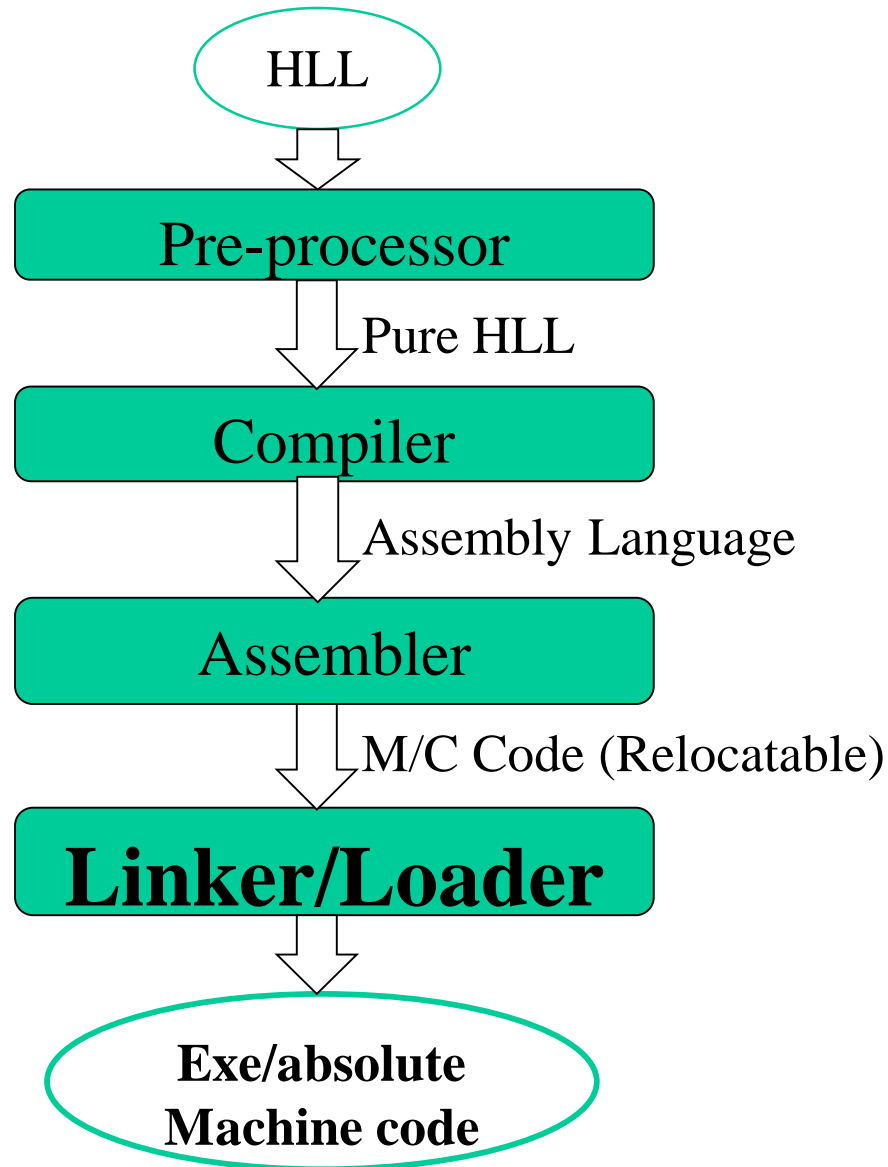 HLL
Pre-processor
Pure HLL
Compiler
Assembly Language
Assembler
M/C Code (Relocatable)
Linker/Loader
Exe/absolute
Machine code